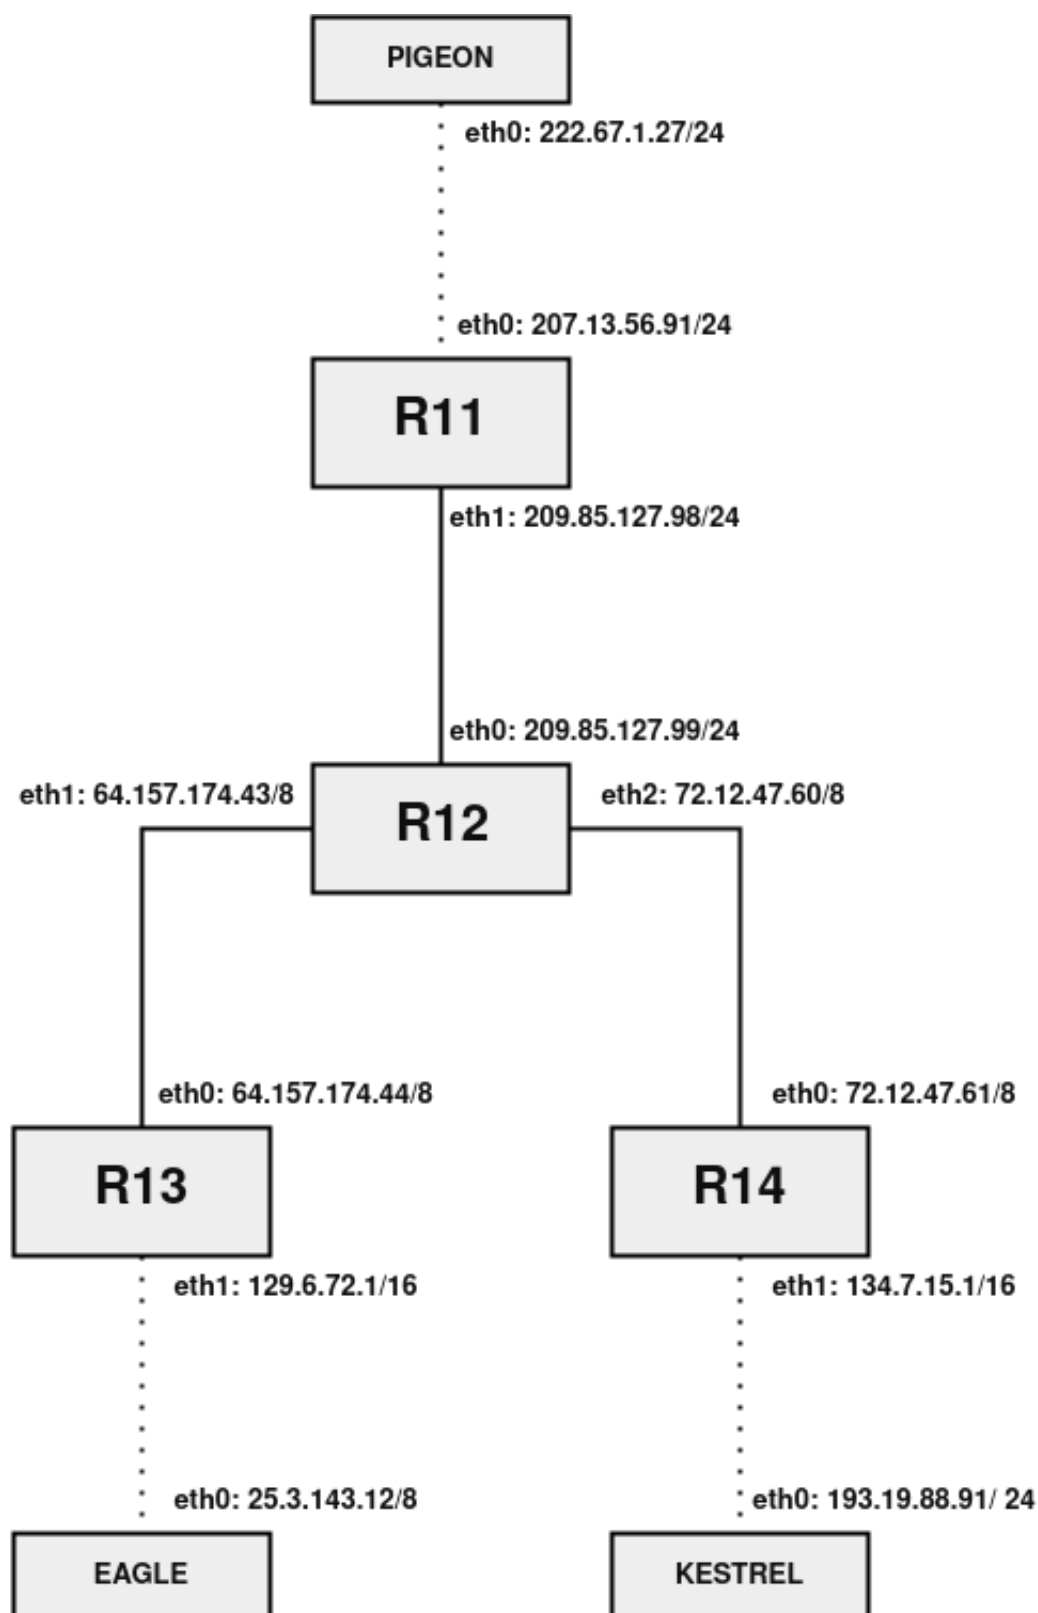 PIGEON
eth0: 222.67.1.27/24
eth0: 207.13.56.91/24
R11
eth1: 209.85.127.98/24
eth0: 209.85.127.99/24
eth1: 64.157.174.43/8
eth2: 72.12.47.60/8
R12
eth0: 64.157.174.44/8
eth0: 72.12.47.61/8
R13
R14
eth1: 129.6.72.1/16
eth1: 134.7.15.1/16
eth0: 25.3.143.12/8
eth0: 193.19.88.91/ 24
EAGLE
KESTREL